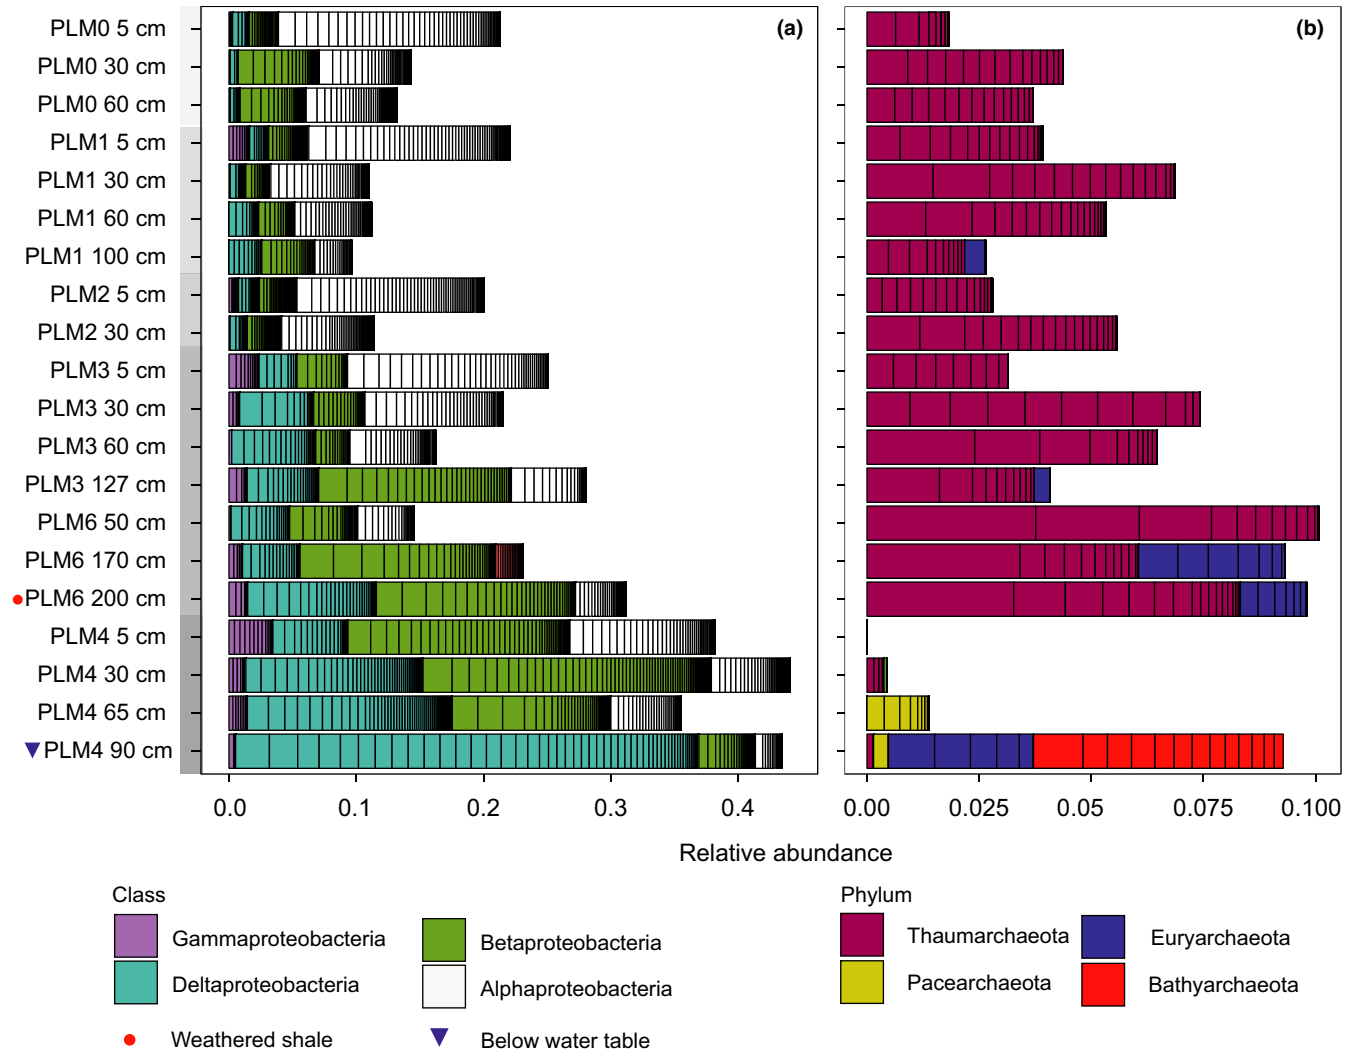 (a)
(b)
PLM0 5 cm
PLM0 30 cm
PLM0 60 cm
PLM1 5 cm
PLM1 30 cm
PLM1 60 cm
PLM1 100 cm
PLM2 5 cm
PLM2 30 cm
PLM3 5 cm
PLM3 30 cm
PLM3 60 cm
PLM3 127 cm
PLM6 50 cm
PLM6 170 cm
PLM6 200 cm
PLM4 5 cm
PLM4 30 cm
PLM4 65 cm
PLM4 90 cm
0.0 0.1 0.2 0.3 0.4
0.00 0.025 0.050 0.075 0.100
Relative abundance
Class
Gammaproteobacteria
Betaproteobacteria
Deltaproteobacteria
Alphaproteobacteria
Weathered shale
Below water table
Phylum
Thaumarchaeota
Euryarchaeota
Pacearchaeota
Bathyarchaeota